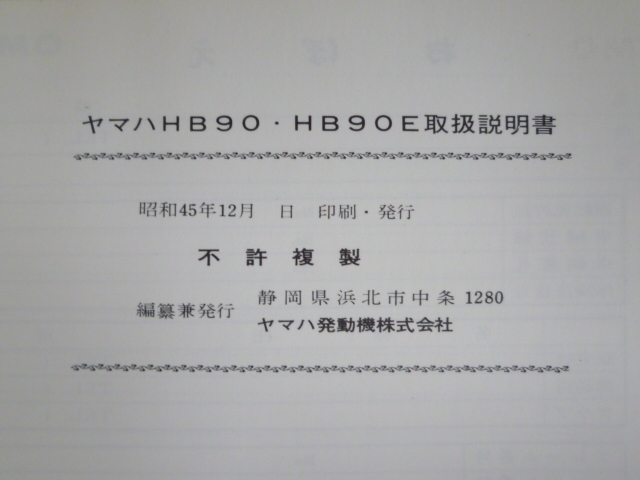 ヤマハHB90・HB90E取扱説明書
昭和45年12月　日　印刷・発行
不許複製
編纂兼発行
静岡県浜北市中条1280
ヤマハ発動機株式会社